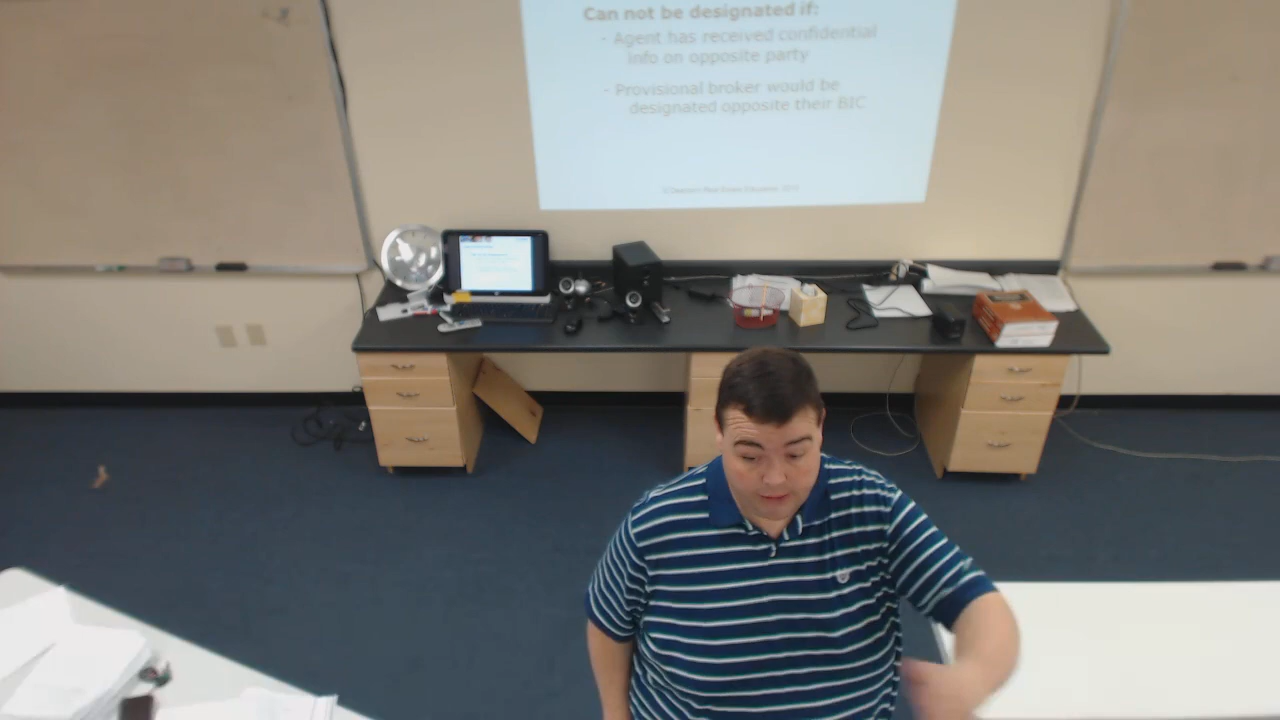 Can not be designated if:
- Agent has received confidential
info on opposite party
- Provisional broker would be
designated opposite their BIC